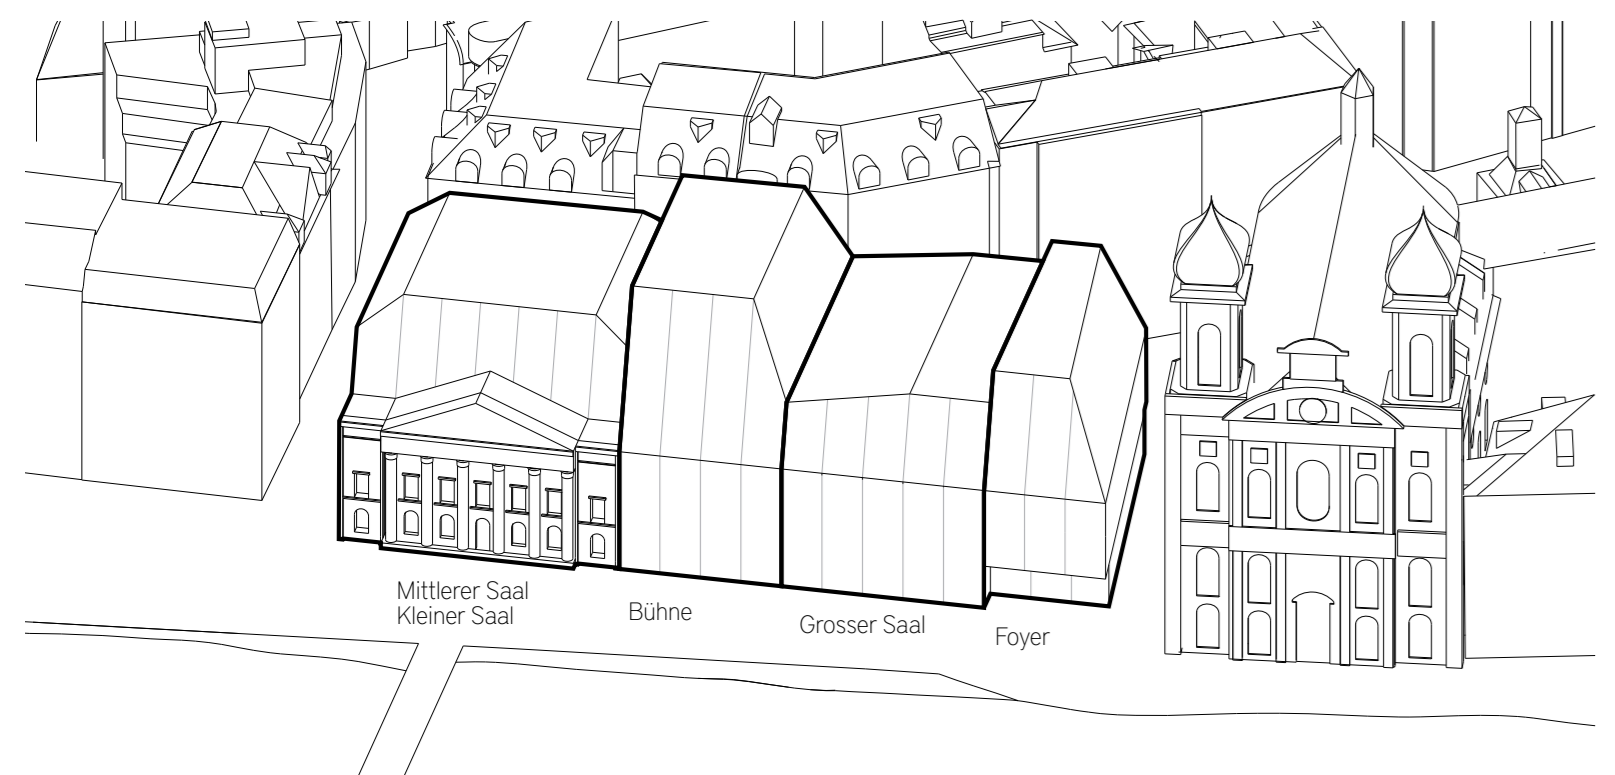 Mittlerer Saal
Kleiner Saal
Bühne
Grosser Saal
Foyer